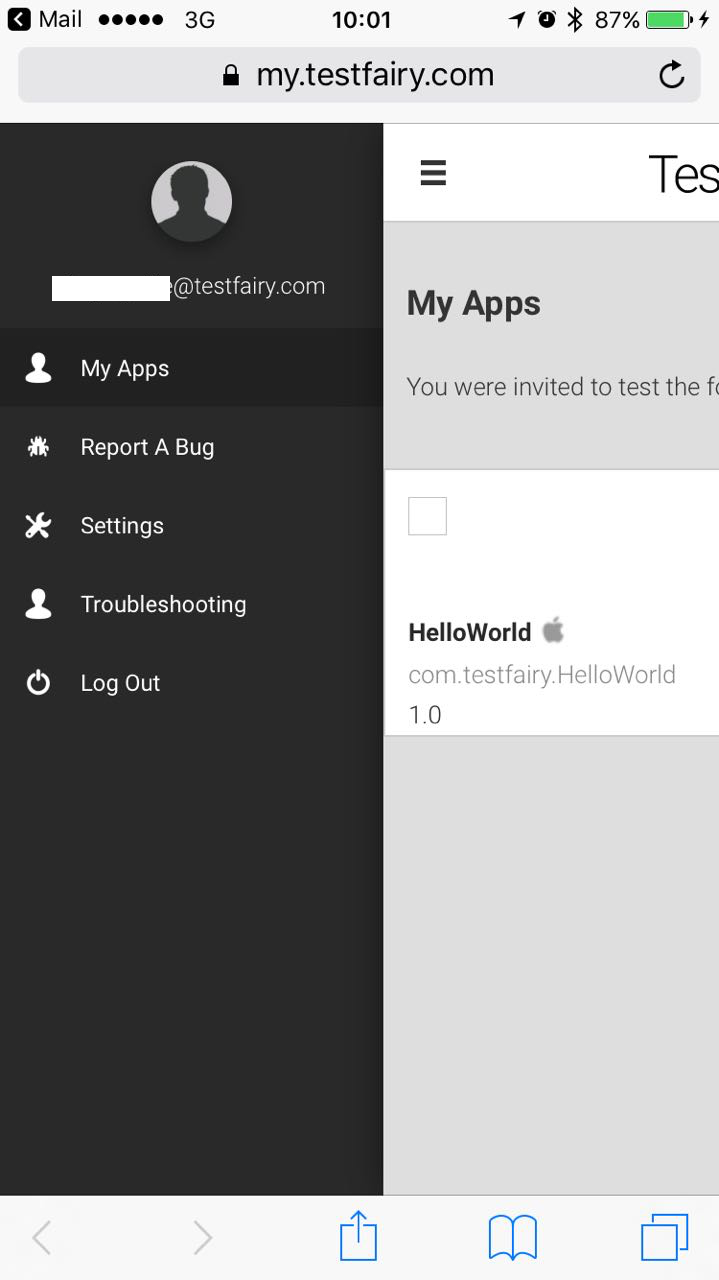 Mail 3G 10:01 87%
my.testfairy.com
@testfairy.com
My Apps
Report A Bug
Settings
Troubleshooting
Log Out
Tes
My Apps
You were invited to test the fo
HelloWorld
com.testfairy.HelloWorld
1.0